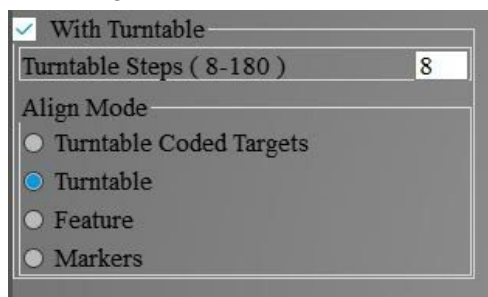 With Turntable
Turntable Steps ( 8-180 ) 8
Align Mode
Turntable Coded Targets
Turntable
Feature
Markers